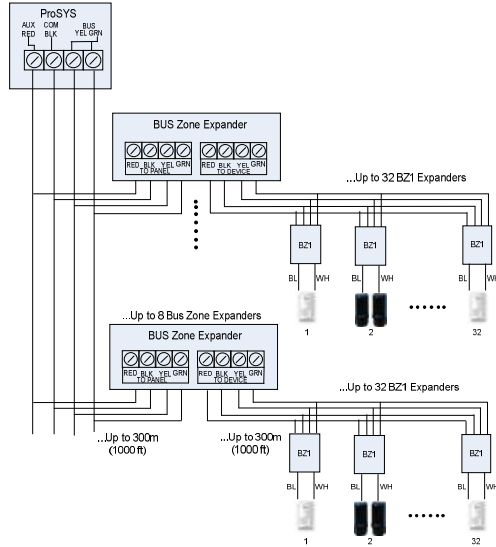 ProSYS
AUX COM BUS
RED BLK YEL GRN
BUS Zone Expander
RED BLK YEL GRN RED BLK YEL GRN
TO PANEL TO DEVICE
...Up to 32 BZ1 Expanders
BZ1 BZ1 BZ1
BL WH BL WH BL WH
1 2 32
...Up to 8 Bus Zone Expanders
BUS Zone Expander
RED BLK YEL GRN RED BLK YEL GRN
TO PANEL TO DEVICE
...Up to 32 BZ1 Expanders
...Up to 300m ...Up to 300m
(1000 ft) (1000 ft)
BZ1 BZ1 BZ1
BL WH BL WH BL WH
1 2 32